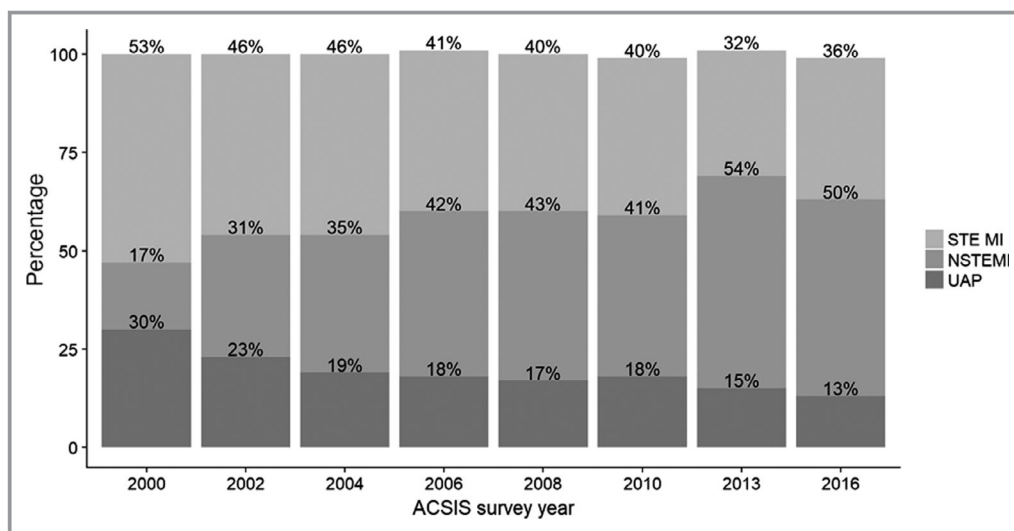 53% 46% 46% 41% 40% 40% 32% 36%
100
75
54%
50%
42% 43% 41%
50
35%
31%
17%
30%
25
23%
19% 18% 17% 18% 15% 13%
0
Percentage
2000 2002 2004 2006 2008 2010 2013 2016
ACSIS survey year
STE MI
NSTEMI
UAP